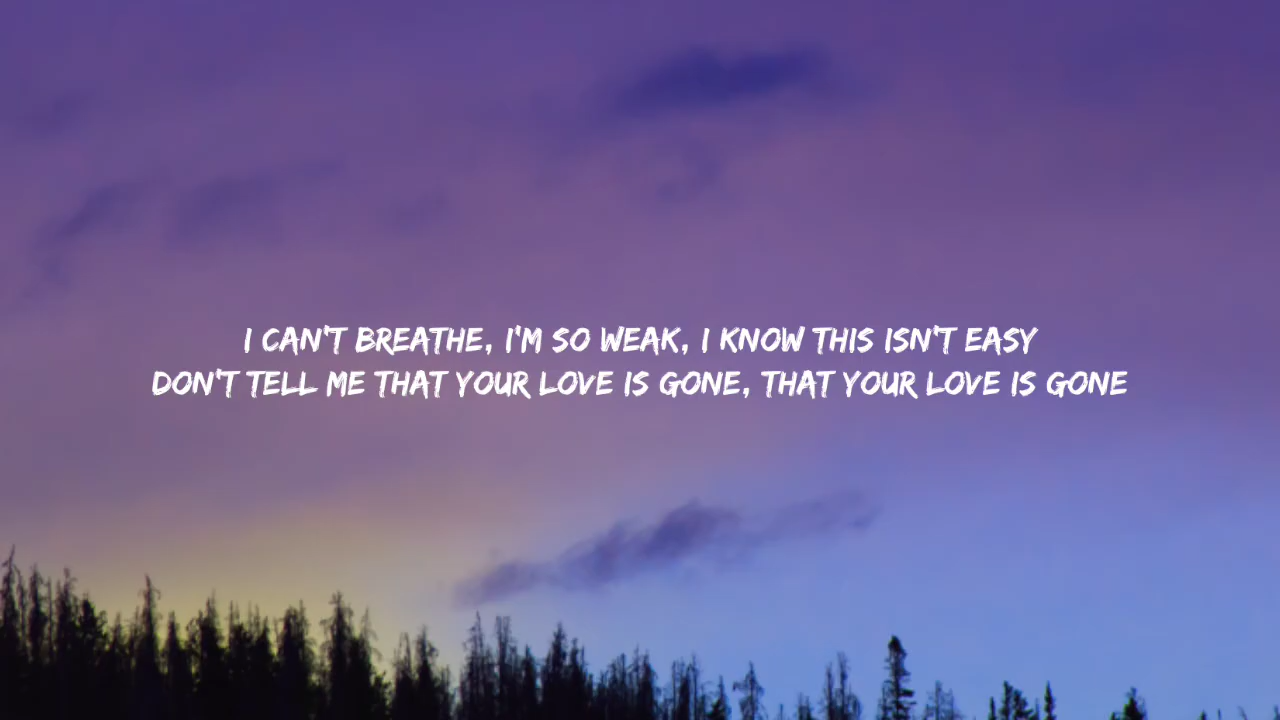 I CAN'T BREATHE, I'M SO WEAK, I KNOW THIS ISN'T EASY
DON'T TELL ME THAT YOUR LOVE IS GONE, THAT YOUR LOVE IS GONE